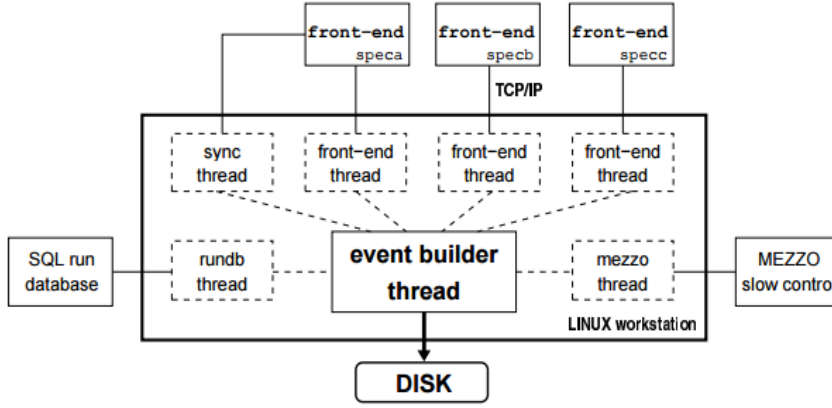 front-end
speca
front-end
specb
front-end
specc
TCP/IP
sync
thread
front-end
thread
front-end
thread
front-end
thread
SQL run
database
rundb
thread
event builder
thread
mezzo
thread
MEZZO
slow control
LINUX workstation
DISK